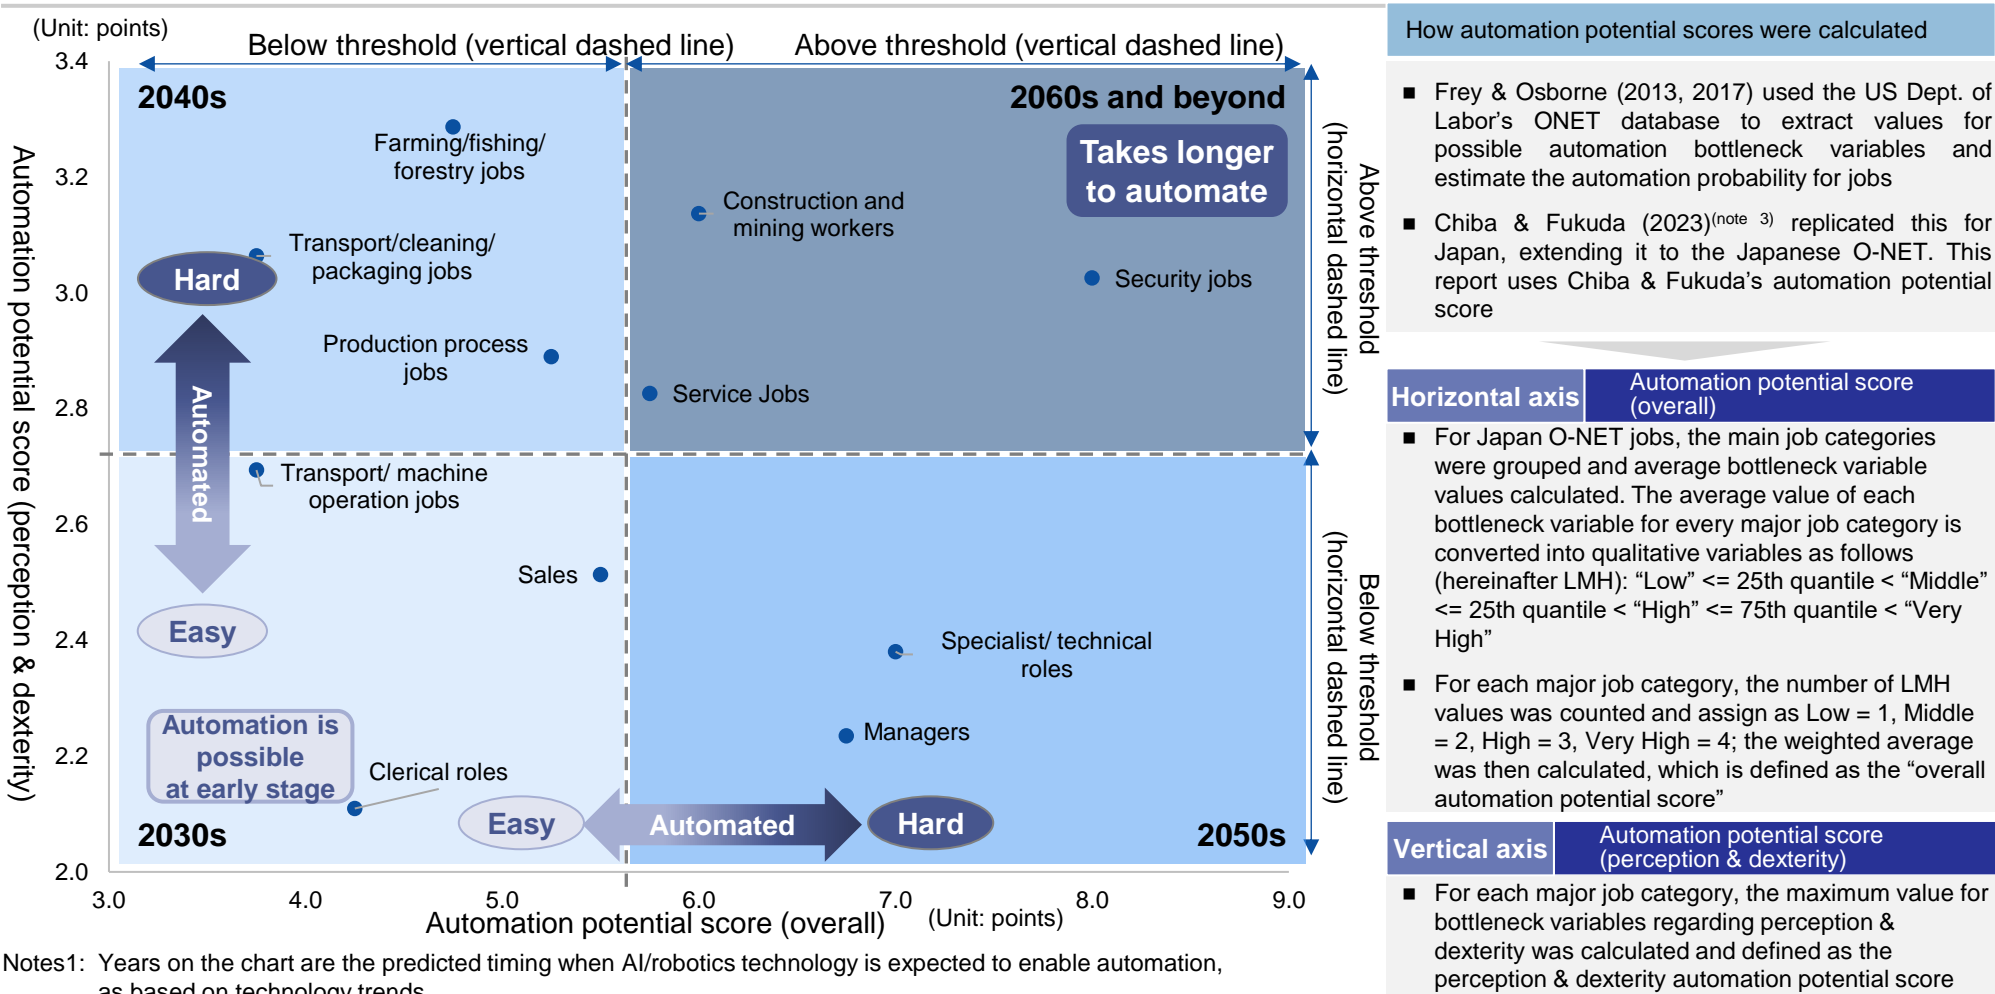 (Unit: points)
Below threshold (vertical dashed line)
Above threshold (vertical dashed line)
3.4
3.2
3.0
2.8
2.6
2.4
2.2
2.0
Automation potential score (perception & dexterity)
2040s
Farming/fishing/
forestry jobs
Transport/cleaning/
packaging jobs
Hard
Production process
jobs
Automated
2060s and beyond
Takes longer
to automate
Construction and
mining workers
Security jobs
Service Jobs
Above threshold
(horizontal dashed line)
Transport/ machine
operation jobs
Sales
Easy
Automation is
possible
at early stage
Clerical roles
2030s
Specialist/ technical
roles
Managers
Easy
Automated
Hard
2050s
Below threshold
(horizontal dashed line)
3.0
4.0
5.0
6.0
7.0
8.0
9.0
Automation potential score (overall)
(Unit: points)
Notes1: Years on the chart are the predicted timing when AI/robotics technology is expected to enable automation,
as based on technology trends
How automation potential scores were calculated
■ Frey & Osborne (2013, 2017) used the US Dept. of
Labor's ONET database to extract values for
possible automation bottleneck variables and
estimate the automation probability for jobs
■ Chiba & Fukuda (2023)(note 3) replicated this for
Japan, extending it to the Japanese O-NET. This
report uses Chiba & Fukuda's automation potential
score
Horizontal axis
Automation potential score
(overall)
■ For Japan O-NET jobs, the main job categories
were grouped and average bottleneck variable
values calculated. The average value of each
bottleneck variable for every major job category is
converted into qualitative variables as follows
(hereinafter LMH): “Low” <= 25th quantile < “Middle”
<= 25th quantile < “High” <= 75th quantile < “Very
High”
■ For each major job category, the number of LMH
values was counted and assign as Low = 1, Middle
= 2, High = 3, Very High = 4; the weighted average
was then calculated, which is defined as the “overall
automation potential score”
Vertical axis
Automation potential score
(perception & dexterity)
■ For each major job category, the maximum value for
bottleneck variables regarding perception &
dexterity was calculated and defined as the
perception & dexterity automation potential score